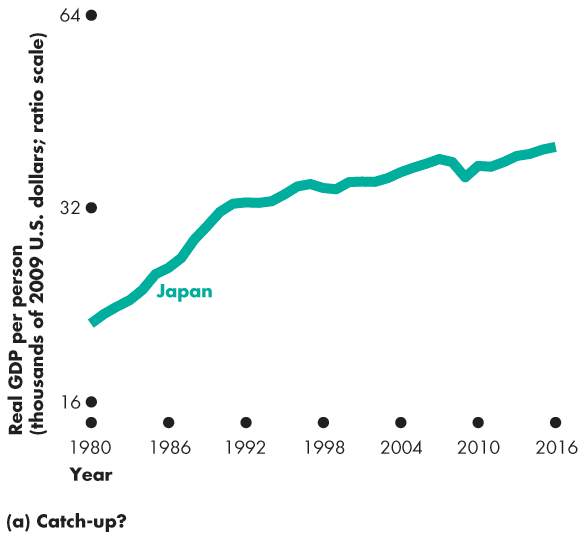 64
Real GDP per person
(thousands of 2009 U.S. dollars; ratio scale)
32
Japan
16
1980 1986 1992 1998 2004 2010 2016
Year
(a) Catch-up?